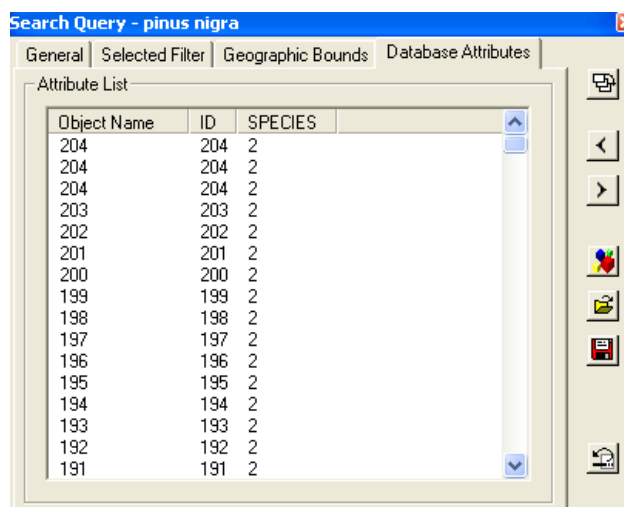 Search Query - pinus nigra
General Selected Filter Geographic Bounds Database Attributes
Attribute List
Object Name ID SPECIES
204 204 2
204 204 2
204 204 2
203 203 2
202 202 2
201 201 2
200 200 2
199 199 2
198 198 2
197 197 2
196 196 2
195 195 2
194 194 2
193 193 2
192 192 2
191 191 2